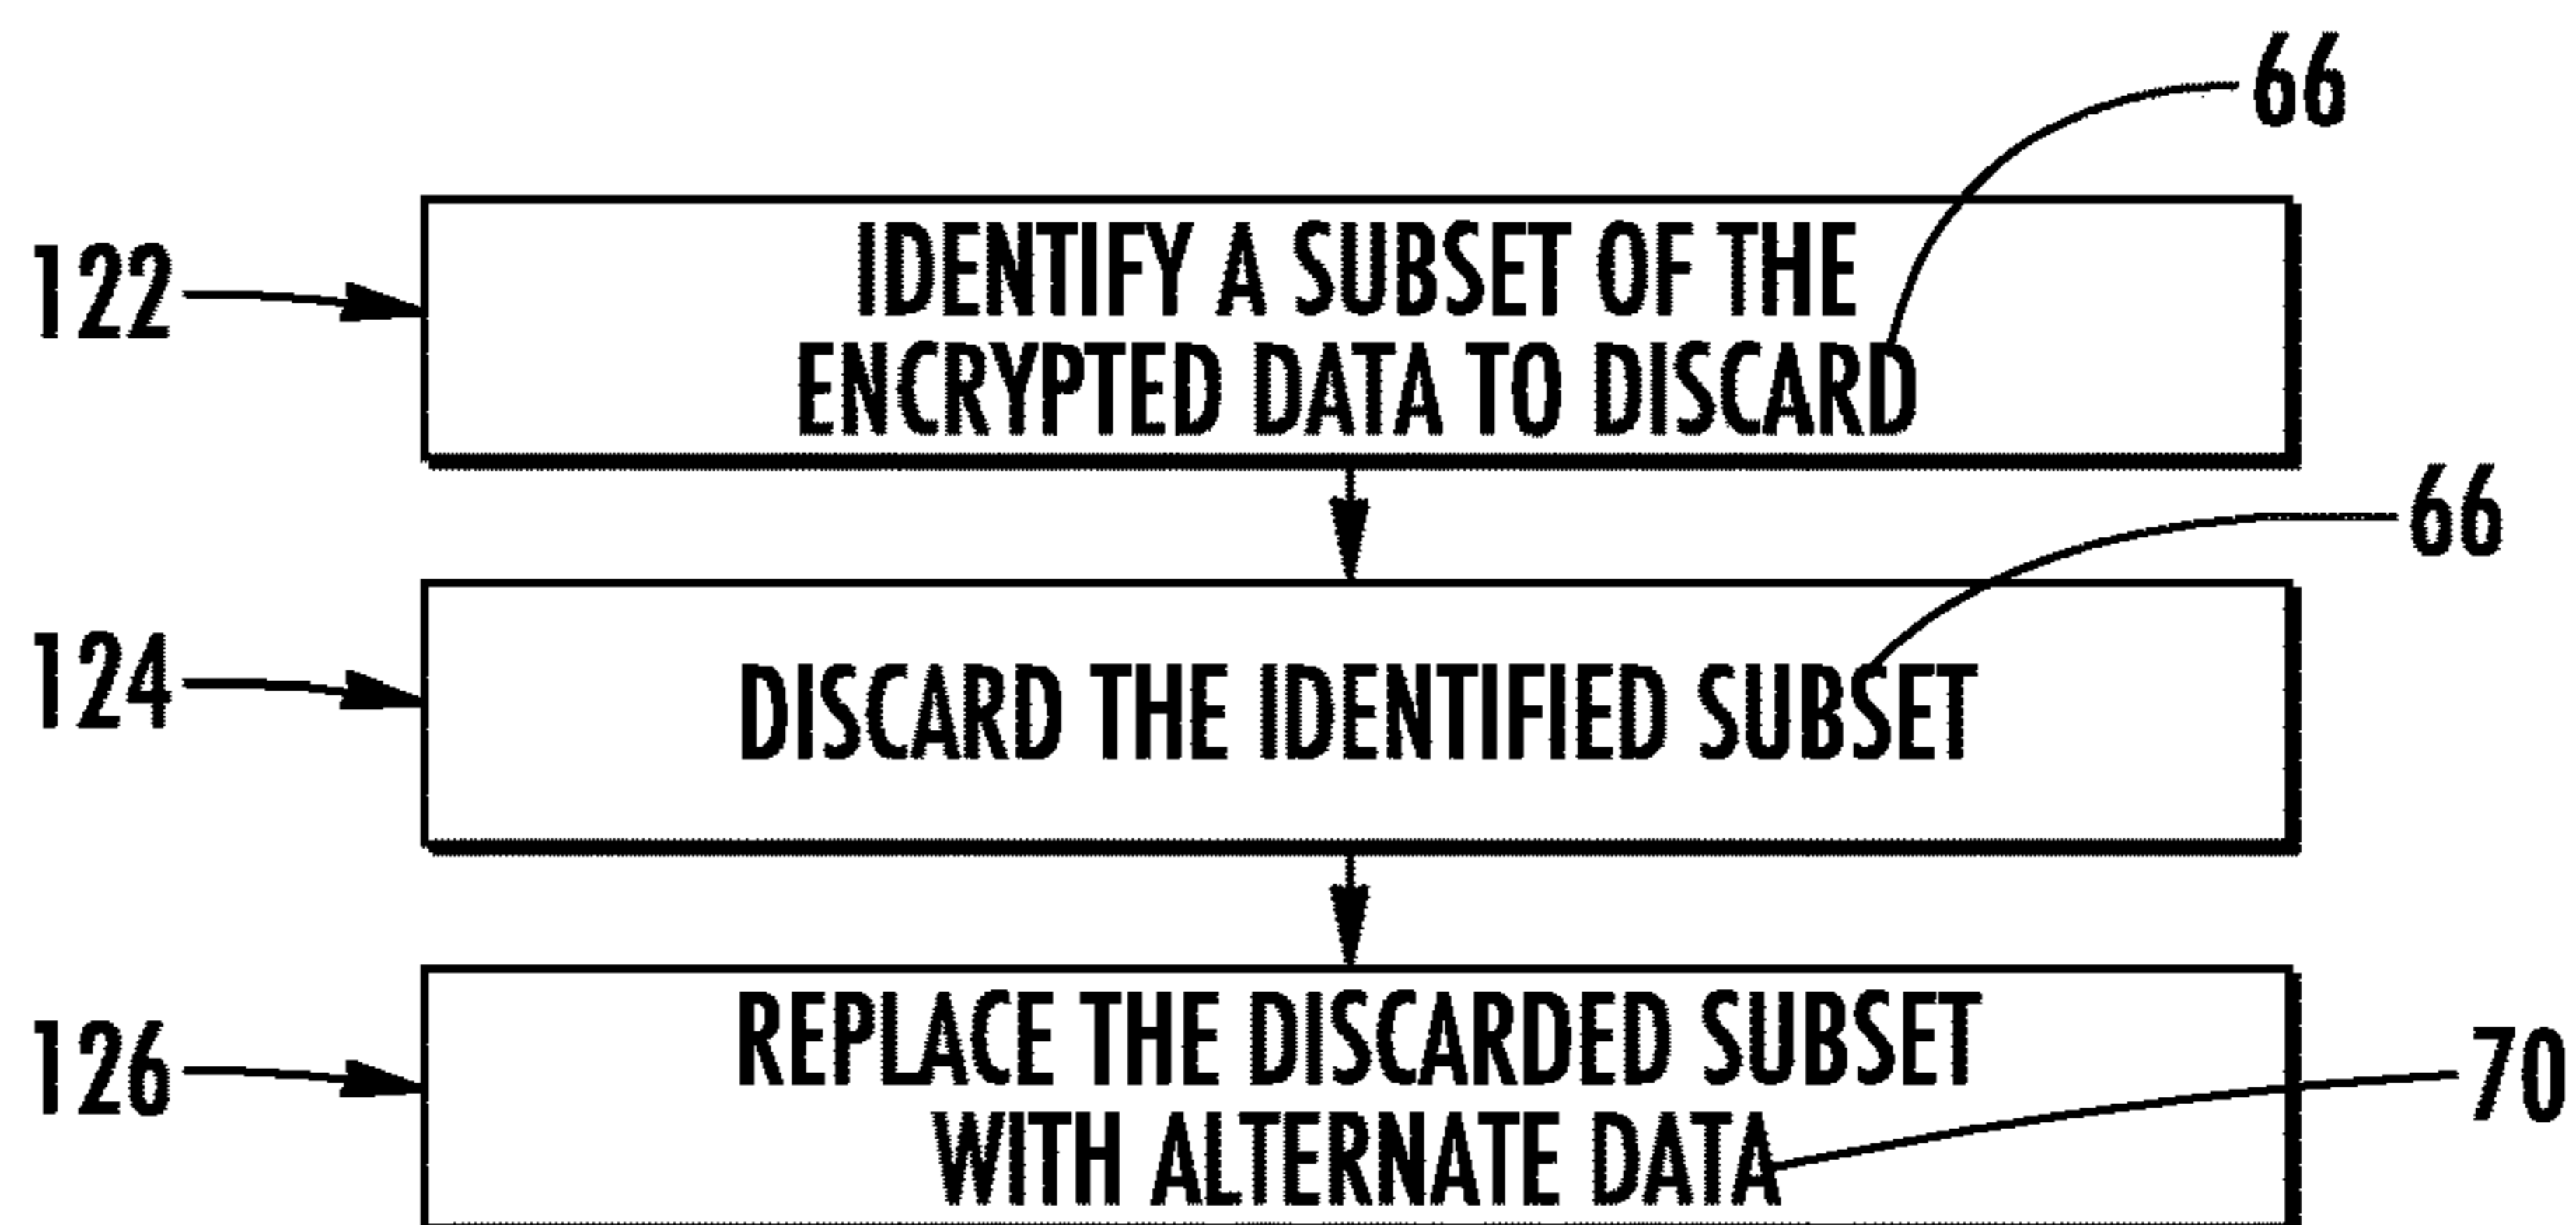 66
122
IDENTIFY A SUBSET OF THE
ENCRYPTED DATA TO DISCARD
66
124
DISCARD THE IDENTIFIED SUBSET
126
REPLACE THE DISCARDED SUBSET
WITH ALTERNATE DATA
70